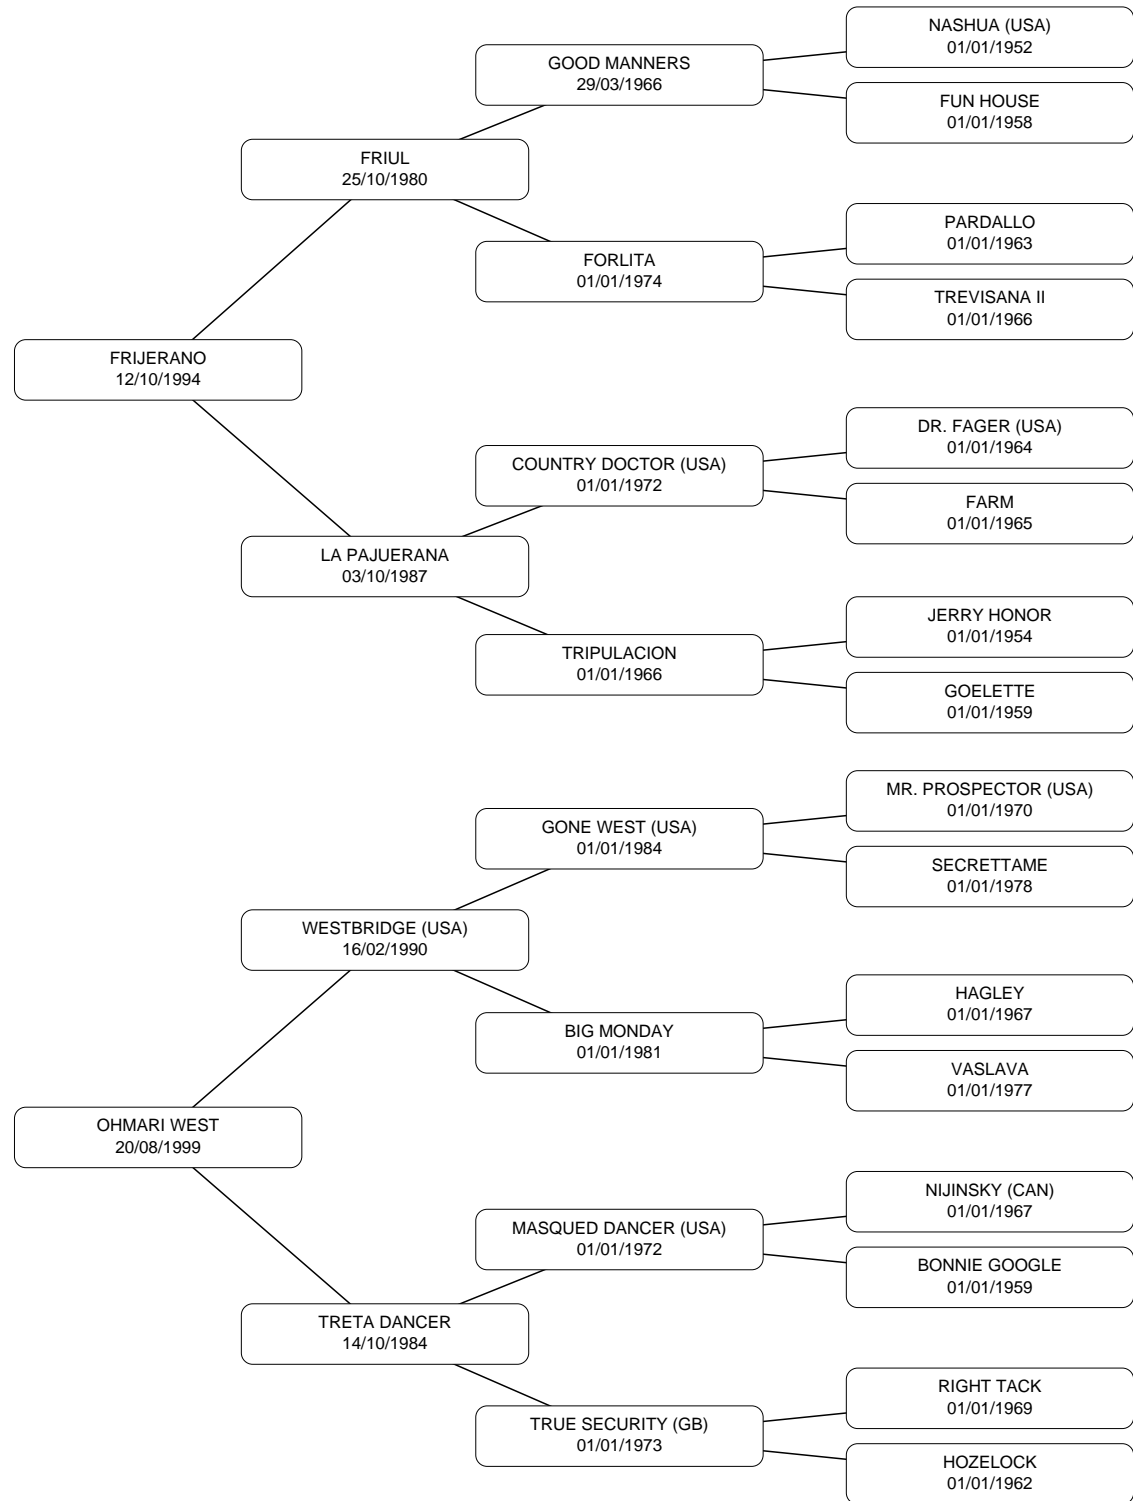 NASHUA (USA)
01/01/1952
GOOD MANNERS
29/03/1966
FUN HOUSE
01/01/1958
FRIUL
25/10/1980
PARDALLO
01/01/1963
FORLITA
01/01/1974
TREVISANA II
01/01/1966
FRIJERANO
12/10/1994
DR. FAGER (USA)
01/01/1964
COUNTRY DOCTOR (USA)
01/01/1972
FARM
01/01/1965
LA PAJUERANA
03/10/1987
JERRY HONOR
01/01/1954
TRIPULACION
01/01/1966
GOELETTE
01/01/1959
MR. PROSPECTOR (USA)
01/01/1970
GONE WEST (USA)
01/01/1984
SECRETTAME
01/01/1978
WESTBRIDGE (USA)
16/02/1990
HAGLEY
01/01/1967
BIG MONDAY
01/01/1981
VASLAVA
01/01/1977
OHMARI WEST
20/08/1999
NIJINSKY (CAN)
01/01/1967
MASQUED DANCER (USA)
01/01/1972
BONNIE GOOGLE
01/01/1959
TRETA DANCER
14/10/1984
RIGHT TACK
01/01/1969
TRUE SECURITY (GB)
01/01/1973
HOZELOCK
01/01/1962